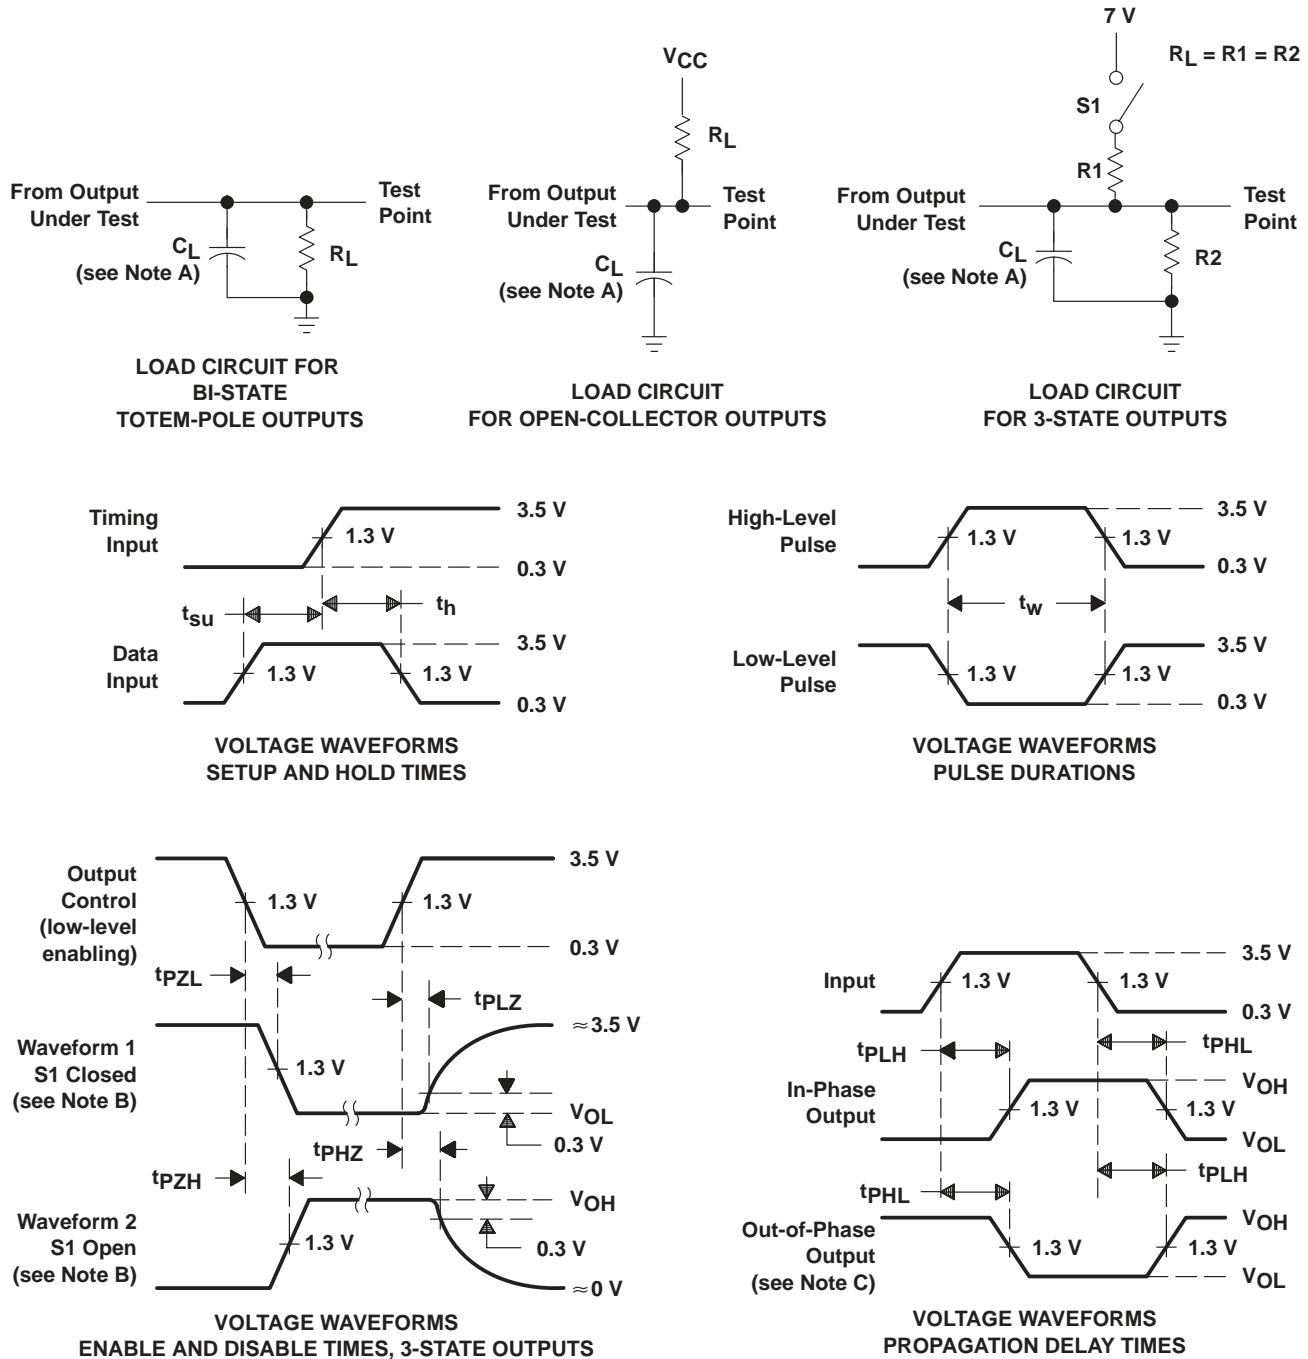 From Output
Under Test
CL
(see Note A)
RL
Test
Point
LOAD CIRCUIT FOR
BI-STATE
TOTEM-POLE OUTPUTS
VCC
RL
From Output
Under Test
Test
Point
CL
(see Note A)
LOAD CIRCUIT
FOR OPEN-COLLECTOR OUTPUTS
7 V
RL = R1 = R2
S1
R1
From Output
Under Test
Test
Point
CL
(see Note A)
R2
LOAD CIRCUIT
FOR 3-STATE OUTPUTS
Timing
Input
3.5 V
1.3 V
0.3 V
tsu
th
Data
Input
3.5 V
1.3 V
1.3 V
0.3 V
VOLTAGE WAVEFORMS
SETUP AND HOLD TIMES
High-Level
Pulse
3.5 V
1.3 V
1.3 V
0.3 V
tw
Low-Level
Pulse
3.5 V
1.3 V
1.3 V
0.3 V
VOLTAGE WAVEFORMS
PULSE DURATIONS
Output
Control
(low-level
enabling)
3.5 V
1.3 V
1.3 V
0.3 V
tPZL
tPLZ
Waveform 1
S1 Closed
(see Note B)
≈3.5 V
1.3 V
VOL
0.3 V
tPHZ
tPZH
Waveform 2
S1 Open
(see Note B)
VOH
1.3 V
0.3 V
≈0 V
VOLTAGE WAVEFORMS
ENABLE AND DISABLE TIMES, 3-STATE OUTPUTS
Input
3.5 V
1.3 V
1.3 V
0.3 V
tPLH
tPHL
In-Phase
Output
VOH
1.3 V
1.3 V
VOL
tPHL
tPLH
Out-of-Phase
Output
(see Note C)
VOH
1.3 V
1.3 V
VOL
VOLTAGE WAVEFORMS
PROPAGATION DELAY TIMES